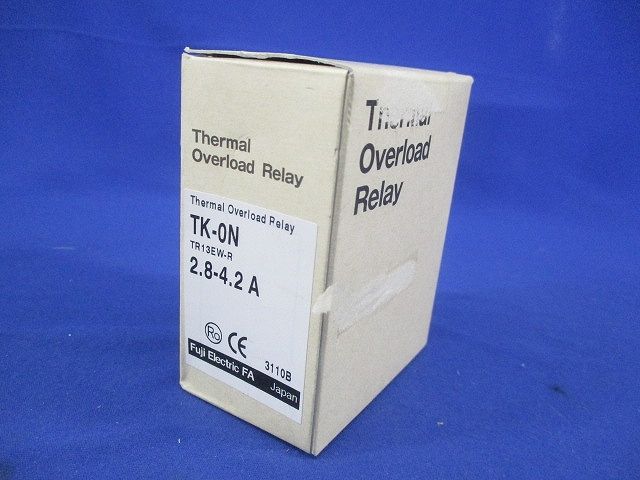 Thermal
Overload Relay
Thermal Overload Relay
TK-0N
TR13EW-R
2.8-4.2 A
Ro CE
3110B
Fuji Electric FA Japan
Thermal
Overload
Relay